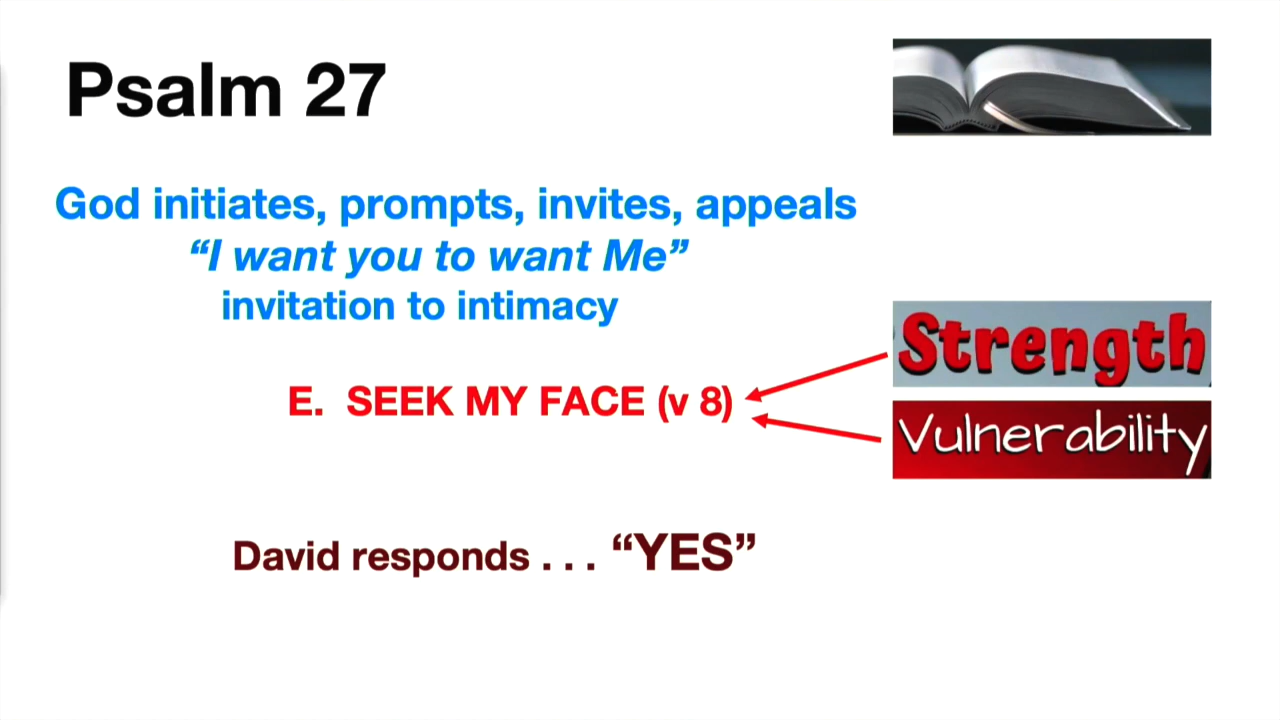 Psalm 27
God initiates, prompts, invites, appeals
“I want you to want Me”
invitation to intimacy
Strength
E. SEEK MY FACE (v 8)
Vulnerability
David responds . . . “YES”